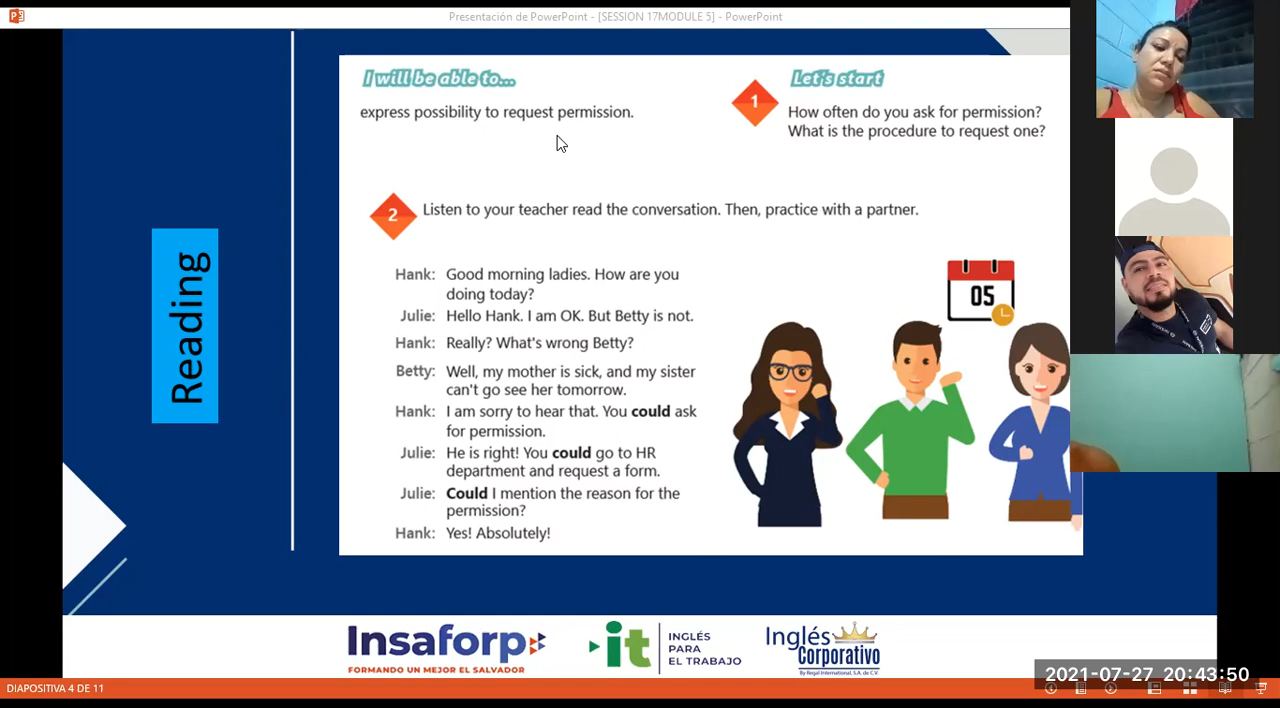 Presentación de PowerPoint - [SESSION 17MODULE 5] - PowerPoint
I will be able to...
express possibility to request permission.
Let's start
1
How often do you ask for permission?
What is the procedure to request one?
2
Listen to your teacher read the conversation. Then, practice with a partner.
Reading
Hank: Good morning ladies. How are you
doing today?
Julie: Hello Hank. I am OK. But Betty is not.
Hank: Really? What's wrong Betty?
Betty: Well, my mother is sick, and my sister
can't go see her tomorrow.
Hank: I am sorry to hear that. You could ask
for permission.
Julie: He is right! You could go to HR
department and request a form.
Julie: Could I mention the reason for the
permission?
Hank: Yes! Absolutely!
05
Insaforp
FORMANDO UN MEJOR EL SALVADOR
it
INGLÉS
PARA
EL TRABAJO
Inglés
Corporativo
By Regal International, S.A. de C.V.
2021-07-27 20:43:50
DIAPOSITIVA 4 DE 11